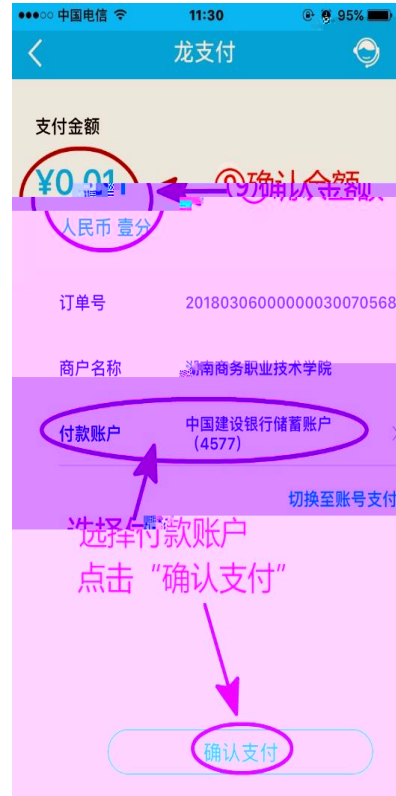 中国电信 11:30 95%
龙支付
支付金额
¥0.01
(9)确认金额
人民币 壹分
订单号 20180306000000030070568
商户名称 湖南商务职业技术学院
付款账户 中国建设银行储蓄账户
(4577)
切换至账号支付
选择付款账户
点击“确认支付”
确认支付